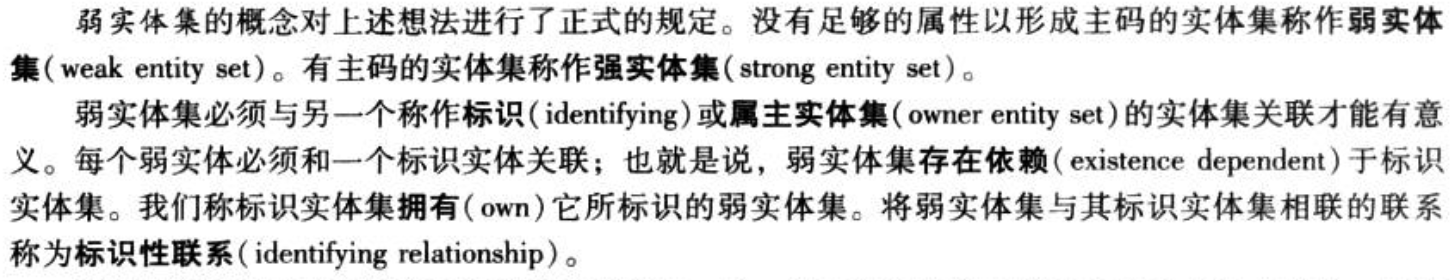 弱实体集的概念对上述想法进行了正式的规定。没有足够的属性以形成主码的实体集称作弱实体
集(weak entity set)。有主码的实体集称作强实体集(strong entity set)。
弱实体集必须与另一个称作标识(identifying)或属主实体集(owner entity set)的实体集关联才能有意
义。每个弱实体必须和一个标识实体关联；也就是说，弱实体集存在依赖(existence dependent)于标识
实体集。我们称标识实体集拥有(own)它所标识的弱实体集。将弱实体集与其标识实体集相联的联系
称为标识性联系(identifying relationship)。